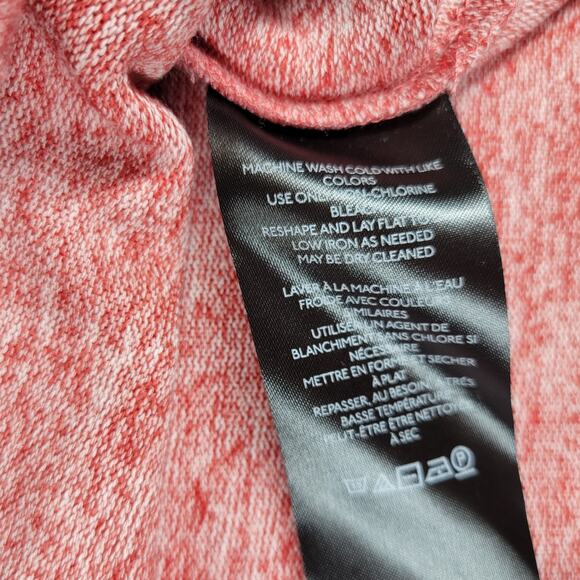 MACHINE WASH COLD WITH LIKE
COLORS
USE ONLY NON-CHLORINE
BLEACH
RESHAPE AND LAY FLAT TO
LOW IRON AS NEEDED
MAY BE DRY CLEANED
LAVER À LA MACHINE À L'EAU
FROIDE AVEC COULEURS
SIMILAIRES
UTILISER UN AGENT DE
BLANCHIMENT SANS CHLORE SI
NÉCESSAIRE
METTRE EN FORME ET SECHER
À PLAT
REPASSER, AU BESOIN, À TRÉS
BASSE TEMPÉRATURE
PEUT-ÊTRE ÊTRE NETTOYÉ
À SEC